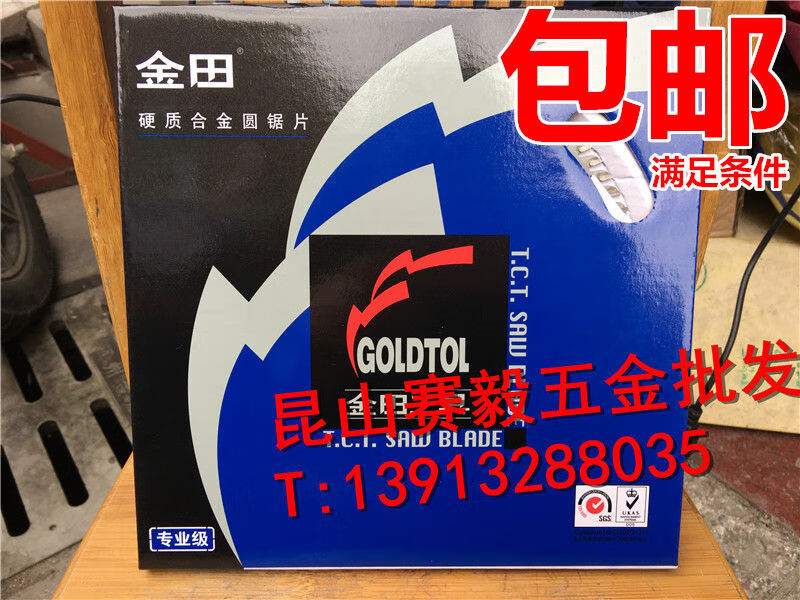 金田®
硬质合金圆锯片
包邮
满足条件
T.C.T. SAW
GOLDTOL
金田
T.C.T. SAW BLADE
昆山赛毅五金批发
T:13913288035
专业级
SGS
UKAS
005